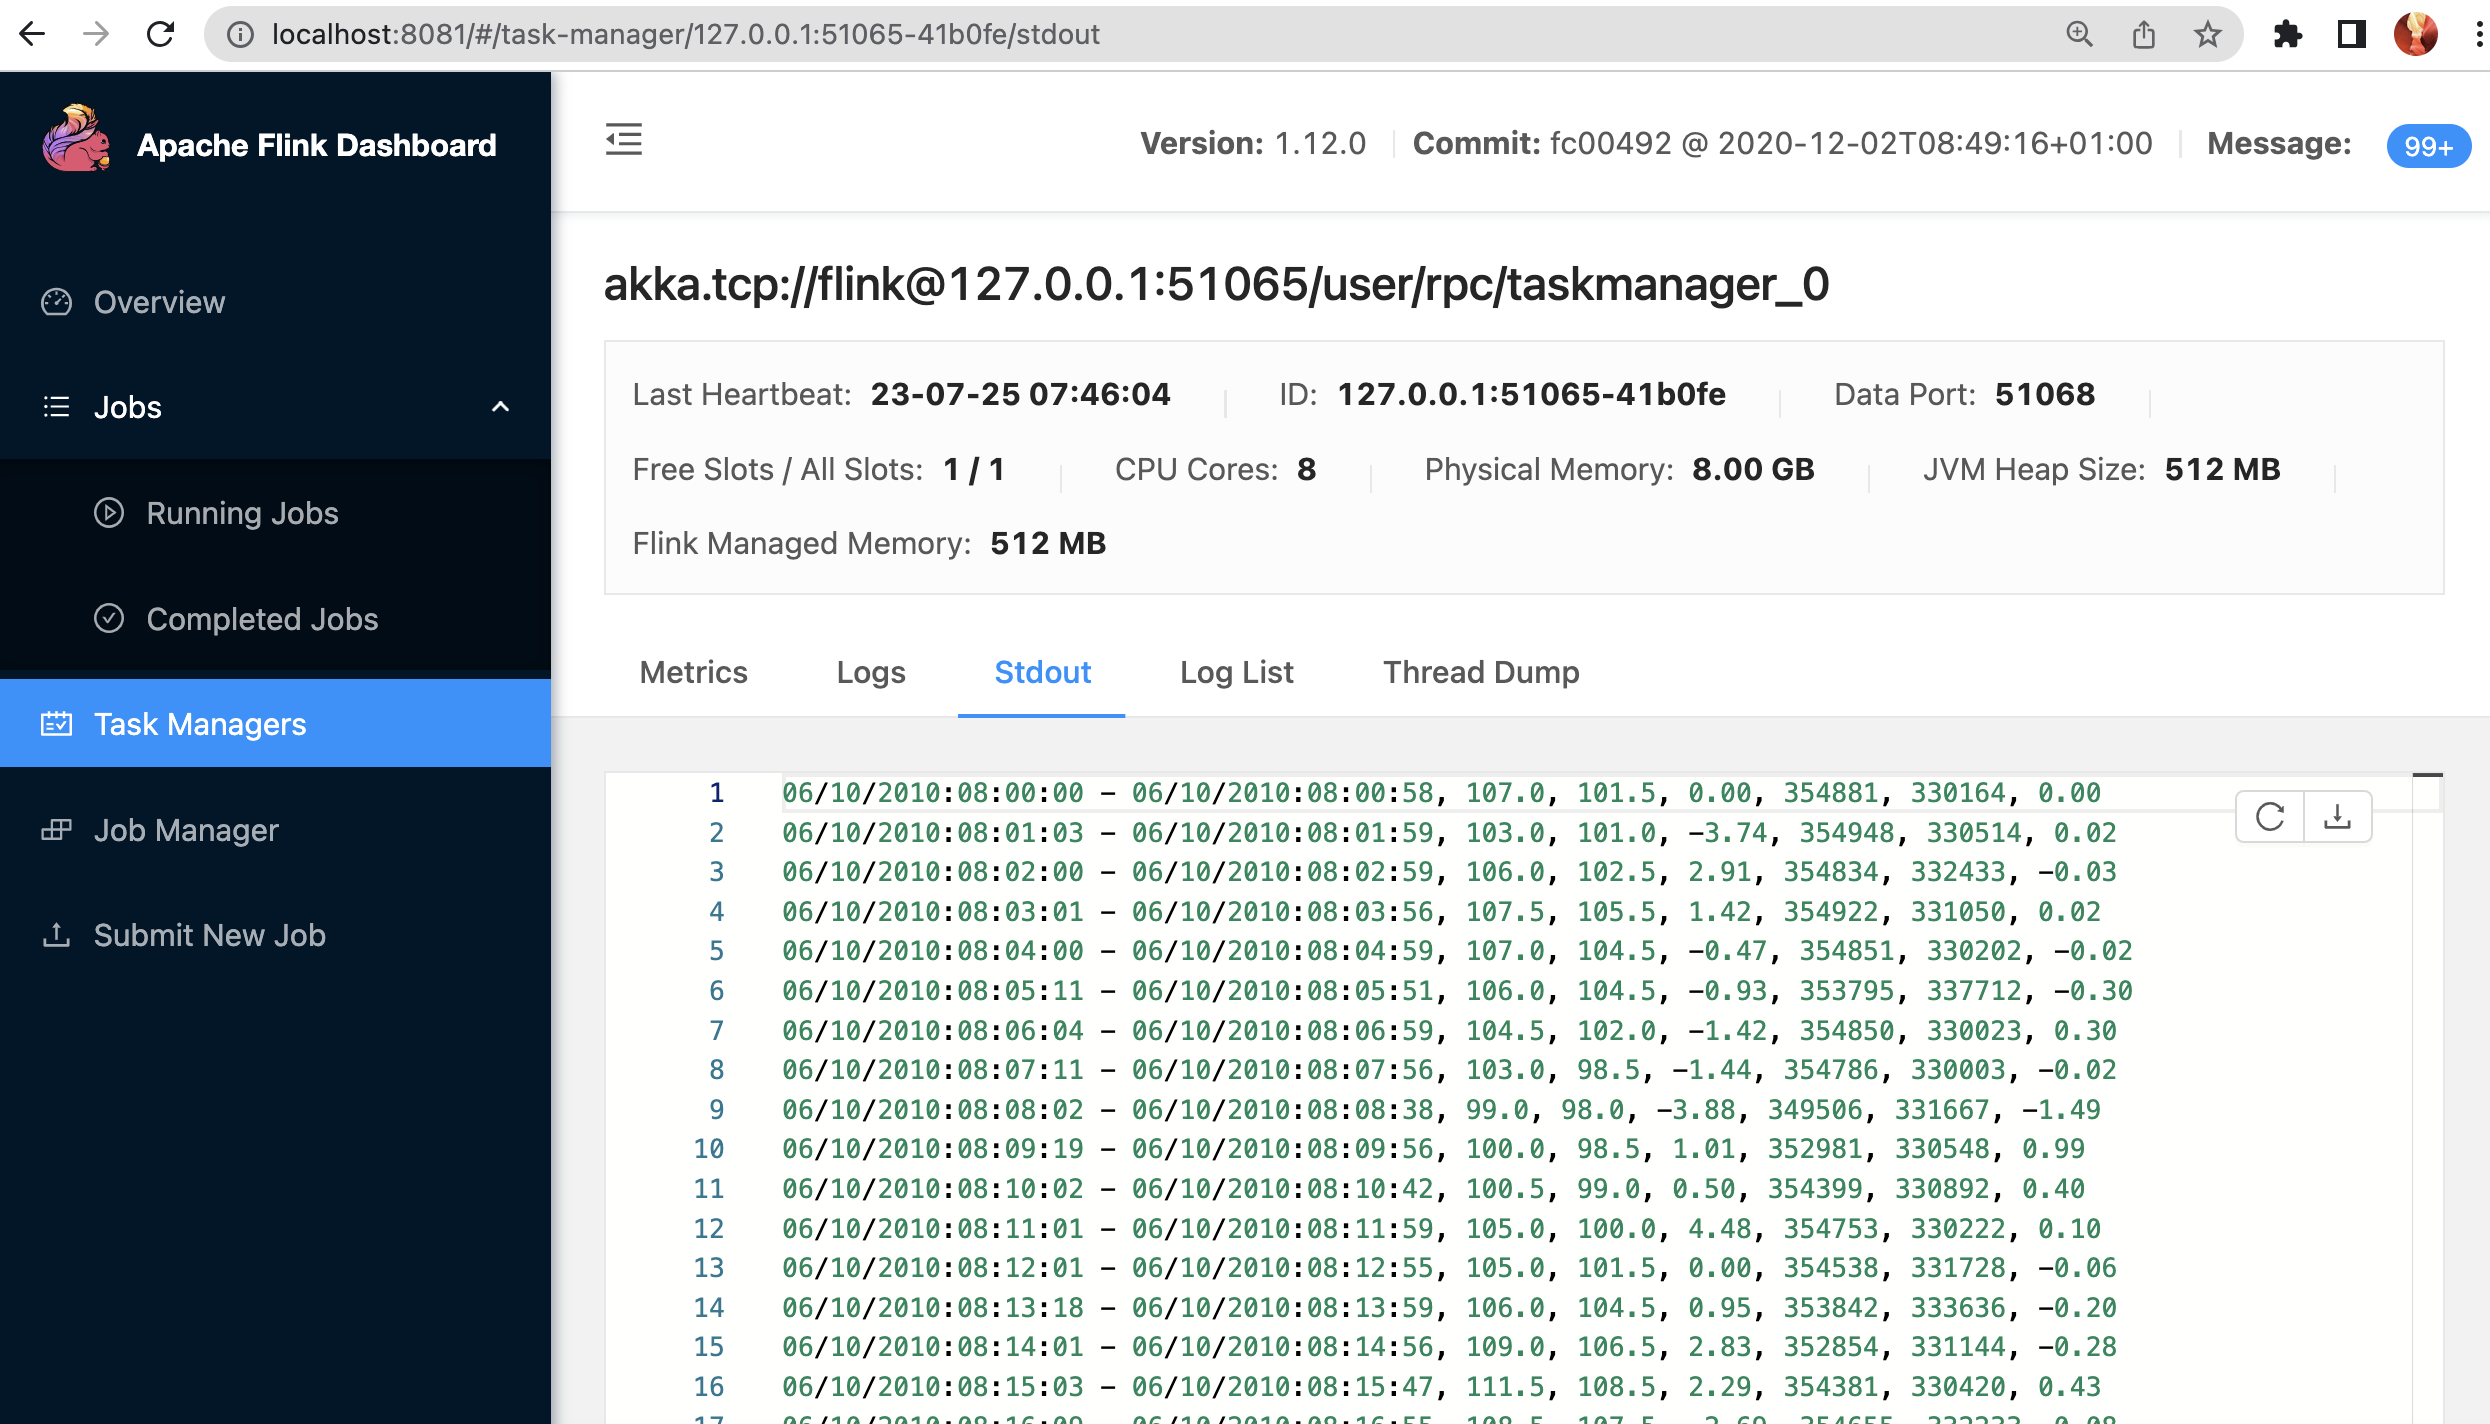 localhost:8081/#/task-manager/127.0.0.1:51065-41b0fe/stdout
Apache Flink Dashboard
Version: 1.12.0 Commit: fc00492 @ 2020-12-02T08:49:16+01:00 Message: 99+
Overview
Jobs
Running Jobs
Completed Jobs
Task Managers
Job Manager
Submit New Job
akka.tcp://flink@127.0.0.1:51065/user/rpc/taskmanager_0
Last Heartbeat: 23-07-25 07:46:04 ID: 127.0.0.1:51065-41b0fe Data Port: 51068
Free Slots / All Slots: 1 / 1 CPU Cores: 8 Physical Memory: 8.00 GB JVM Heap Size: 512 MB
Flink Managed Memory: 512 MB
Metrics Logs Stdout Log List Thread Dump
1 06/10/2010:08:00:00 - 06/10/2010:08:00:58, 107.0, 101.5, 0.00, 354881, 330164, 0.00
2 06/10/2010:08:01:03 - 06/10/2010:08:01:59, 103.0, 101.0, -3.74, 354948, 330514, 0.02
3 06/10/2010:08:02:00 - 06/10/2010:08:02:59, 106.0, 102.5, 2.91, 354834, 332433, -0.03
4 06/10/2010:08:03:01 - 06/10/2010:08:03:56, 107.5, 105.5, 1.42, 354922, 331050, 0.02
5 06/10/2010:08:04:00 - 06/10/2010:08:04:59, 107.0, 104.5, -0.47, 354851, 330202, -0.02
6 06/10/2010:08:05:11 - 06/10/2010:08:05:51, 106.0, 104.5, -0.93, 353795, 337712, -0.30
7 06/10/2010:08:06:04 - 06/10/2010:08:06:59, 104.5, 102.0, -1.42, 354850, 330023, 0.30
8 06/10/2010:08:07:11 - 06/10/2010:08:07:56, 103.0, 98.5, -1.44, 354786, 330003, -0.02
9 06/10/2010:08:08:02 - 06/10/2010:08:08:38, 99.0, 98.0, -3.88, 349506, 331667, -1.49
10 06/10/2010:08:09:19 - 06/10/2010:08:09:56, 100.0, 98.5, 1.01, 352981, 330548, 0.99
11 06/10/2010:08:10:02 - 06/10/2010:08:10:42, 100.5, 99.0, 0.50, 354399, 330892, 0.40
12 06/10/2010:08:11:01 - 06/10/2010:08:11:59, 105.0, 100.0, 4.48, 354753, 330222, 0.10
13 06/10/2010:08:12:01 - 06/10/2010:08:12:55, 105.0, 101.5, 0.00, 354538, 331728, -0.06
14 06/10/2010:08:13:18 - 06/10/2010:08:13:59, 106.0, 104.5, 0.95, 353842, 333636, -0.20
15 06/10/2010:08:14:01 - 06/10/2010:08:14:56, 109.0, 106.5, 2.83, 352854, 331144, -0.28
16 06/10/2010:08:15:03 - 06/10/2010:08:15:47, 111.5, 108.5, 2.29, 354381, 330420, 0.43